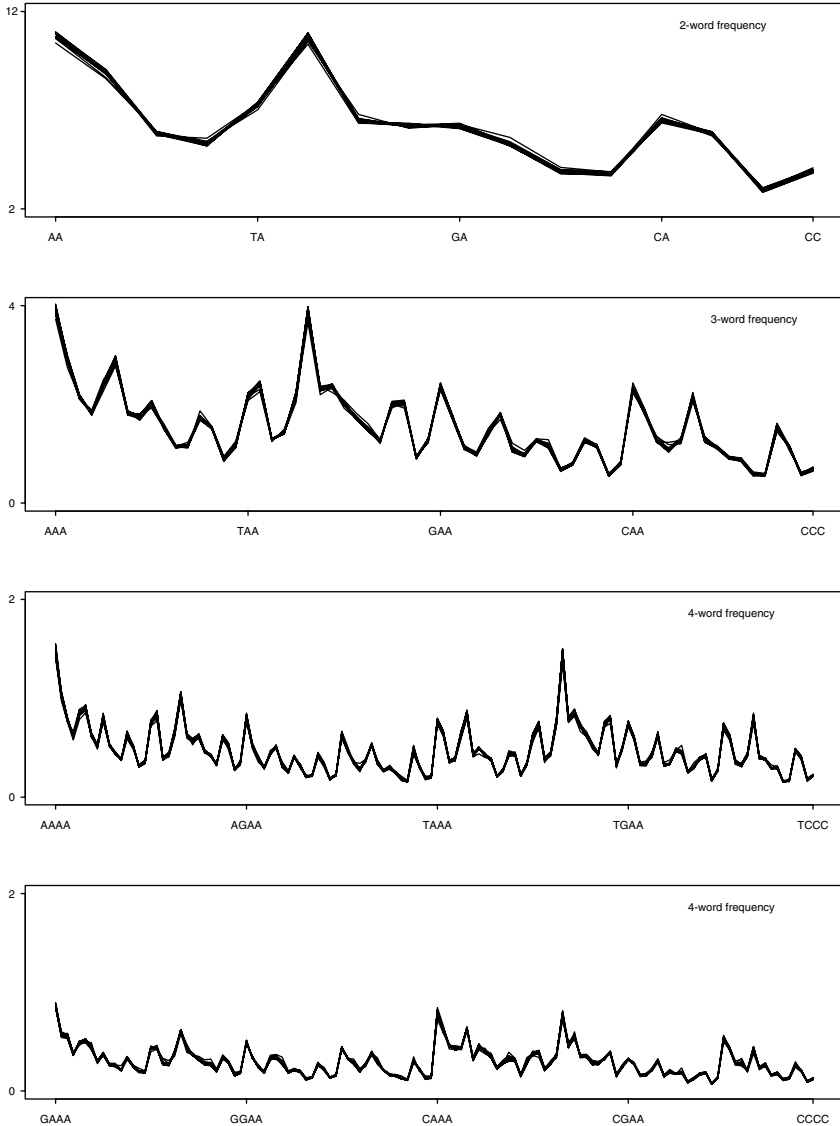 12
2-word frequency
2
AA TA GA CA CC
4
3-word frequency
0
AAA TAA GAA CAA CCC
2
4-word frequency
0
AAAA AGAA TAAA TGAA TCCC
2
4-word frequency
0
GAAA GGAA CAAA CGAA CCCC